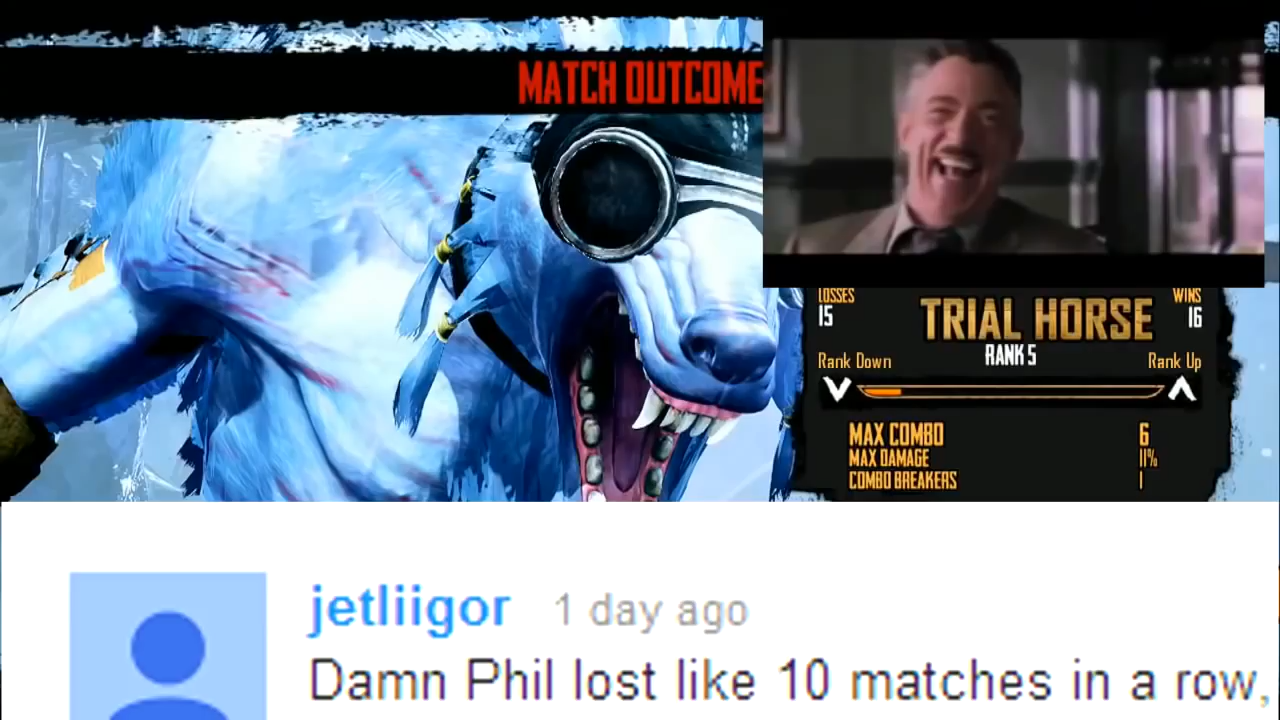 MATCH OUTCOME
LOSSES
15
TRIAL HORSE
WINS
16
RANK 5
Rank Down
Rank Up
MAX COMBO 6
MAX DAMAGE 11%
COMBO BREAKERS 1
jetliigor 1 day ago
Damn Phil lost like 10 matches in a row,